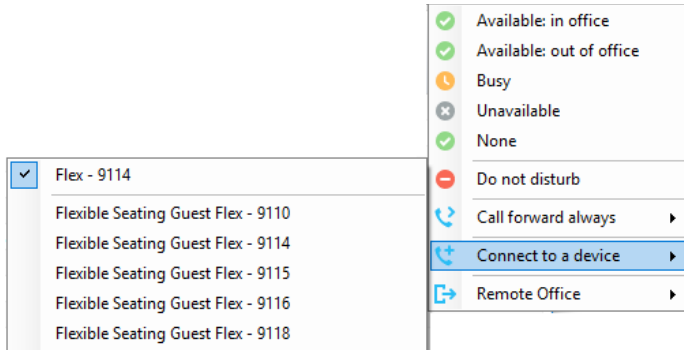 Available: in office
Available: out of office
Busy
Unavailable
None
Do not disturb
Call forward always
Connect to a device
Remote Office
Flex - 9114
Flexible Seating Guest Flex - 9110
Flexible Seating Guest Flex - 9114
Flexible Seating Guest Flex - 9115
Flexible Seating Guest Flex - 9116
Flexible Seating Guest Flex - 9118